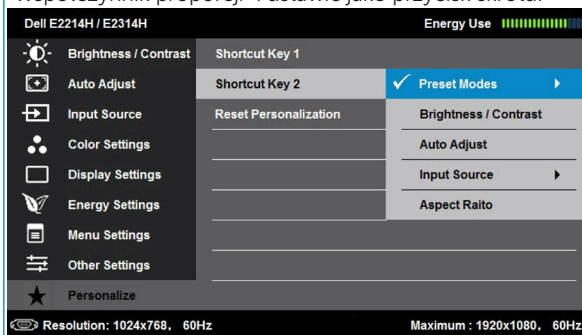 Dell E2214H / E2314H
Energy Use
Brightness / Contrast
Shortcut Key 1
Auto Adjust
Shortcut Key 2
Preset Modes
Input Source
Reset Personalization
Brightness / Contrast
Color Settings
Auto Adjust
Display Settings
Input Source
Energy Settings
Aspect Raito
Menu Settings
Other Settings
Personalize
Resolution: 1024x768, 60Hz
Maximum : 1920x1080, 60Hz